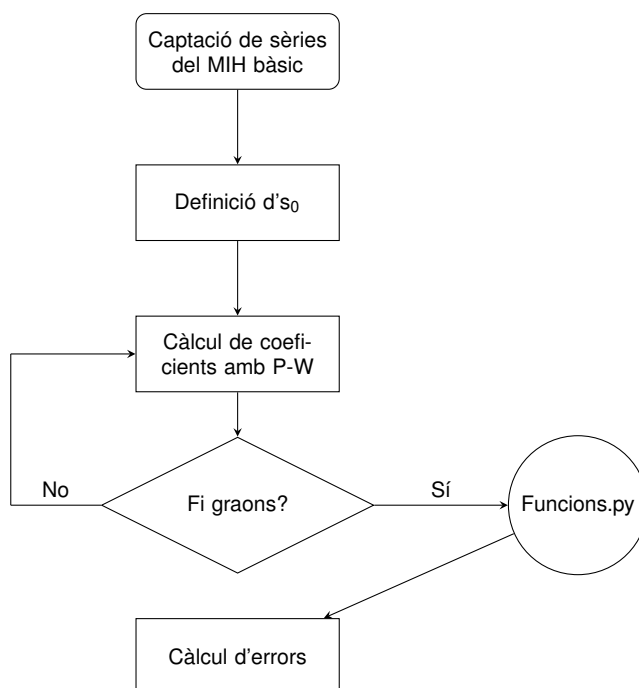 Captació de sèries
del MIH bàsic
Definició d's₀
Càlcul de coefi-
cients amb P-W
No
Fi graons?
Sí
Funcions.py
Càlcul d'errors